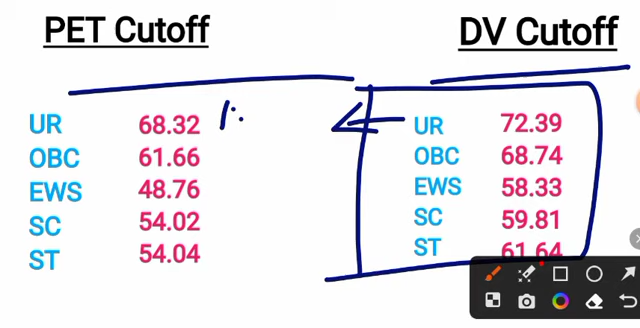 PET Cutoff
UR 68.32
OBC 61.66
EWS 48.76
SC 54.02
ST 54.04
DV Cutoff
UR 72.39
OBC 68.74
EWS 58.33
SC 59.81
ST 61.64